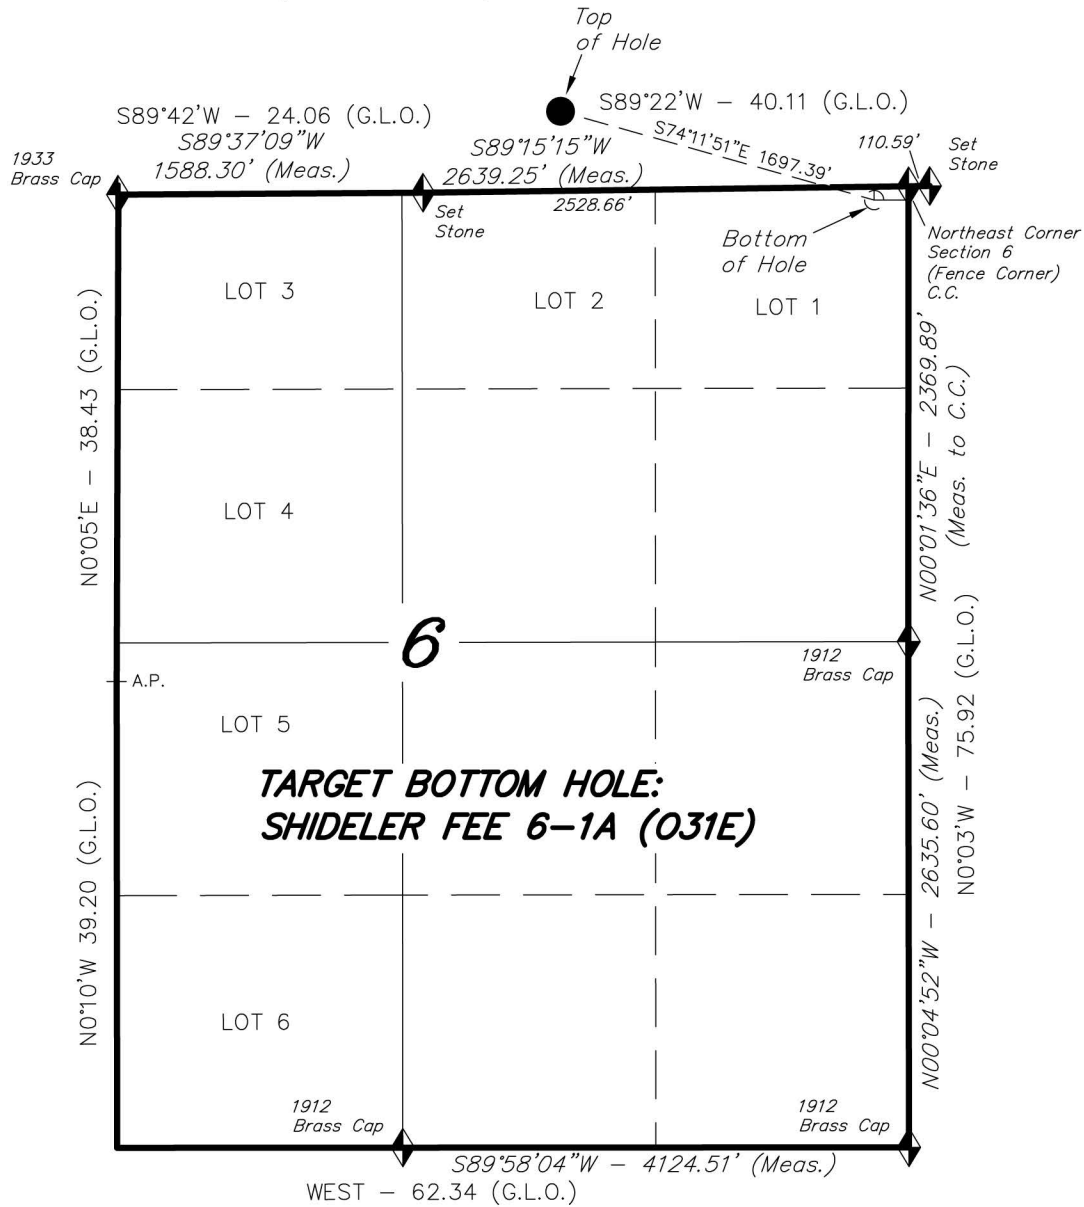 Top
of Hole
S89°42'W - 24.06 (G.L.O.)
S89°37'09"W
1588.30' (Meas.)
S89°22'W - 40.11 (G.L.O.)
S89°15'15"W
2639.25' (Meas.)
2528.66'
S74°11'51"E 1697.39'
110.59'
Set
Stone
1933
Brass Cap
Set
Stone
Bottom
of Hole
Northeast Corner
Section 6
(Fence Corner)
C.C.
LOT 3
LOT 2
LOT 1
N0°05'E - 38.43 (G.L.O.)
N00°01'36"E - 2369.89'
(Meas. to C.C.)
LOT 4
6
1912
Brass Cap
A.P.
LOT 5
TARGET BOTTOM HOLE:
SHIDELER FEE 6-1A (O31E)
N0°10'W 39.20 (G.L.O.)
N00°04'52"W - 2635.60' (Meas.)
N0°03'W - 75.92 (G.L.O.)
LOT 6
1912
Brass Cap
1912
Brass Cap
S89°58'04"W - 4124.51' (Meas.)
WEST - 62.34 (G.L.O.)